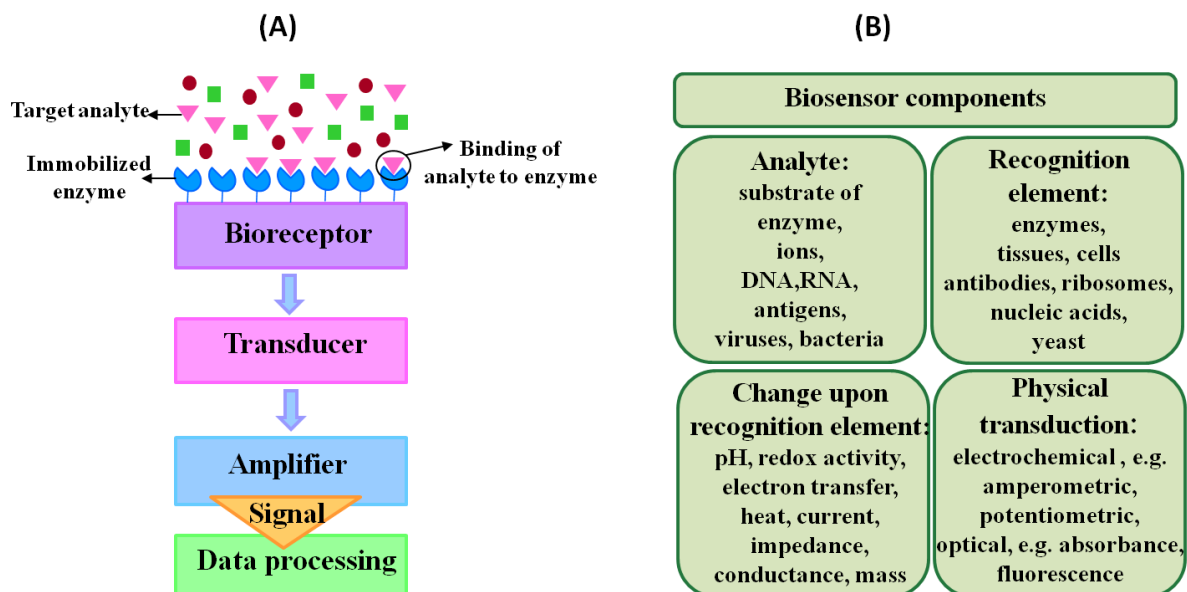 (A)
Target analyte
Immobilized
enzyme
Binding of
analyte to enzyme
Bioreceptor
Transducer
Amplifier
Signal
Data processing
(B)
Biosensor components
Analyte:
substrate of
enzyme,
ions,
DNA,RNA,
antigens,
viruses, bacteria
Recognition
element:
enzymes,
tissues, cells
antibodies, ribosomes,
nucleic acids,
yeast
Change upon
recognition element:
pH, redox activity,
electron transfer,
heat, current,
impedance,
conductance, mass
Physical
transduction:
electrochemical , e.g.
amperometric,
potentiometric,
optical, e.g. absorbance,
fluorescence